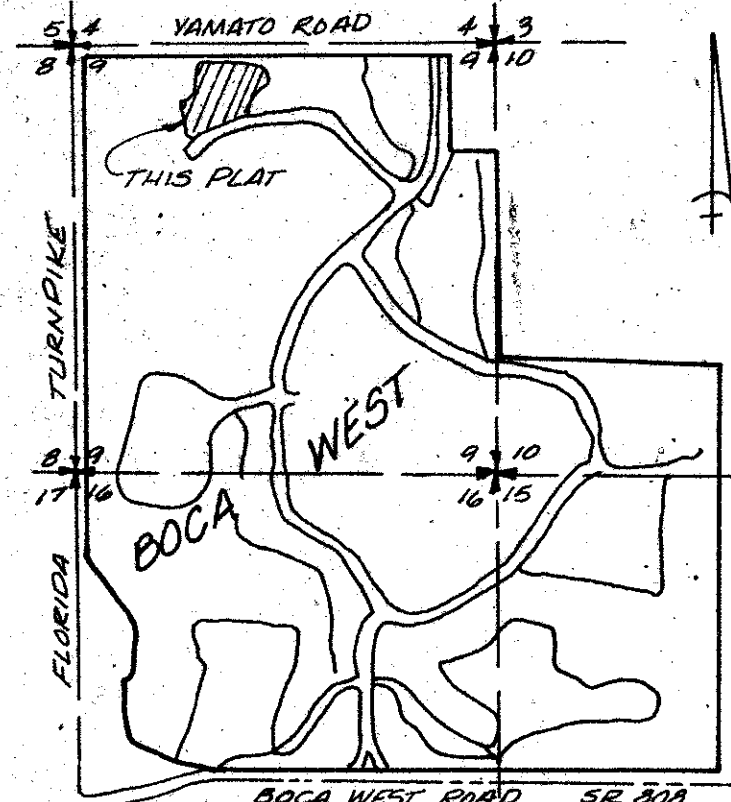 YAMATO ROAD
5 4
8 9
4 3
9 10
THIS PLAT
TURNPIKE
WEST
8 9
17 16
9 10
16 15
BOCA
FLORIDA
BOCA WEST ROAD SR 808